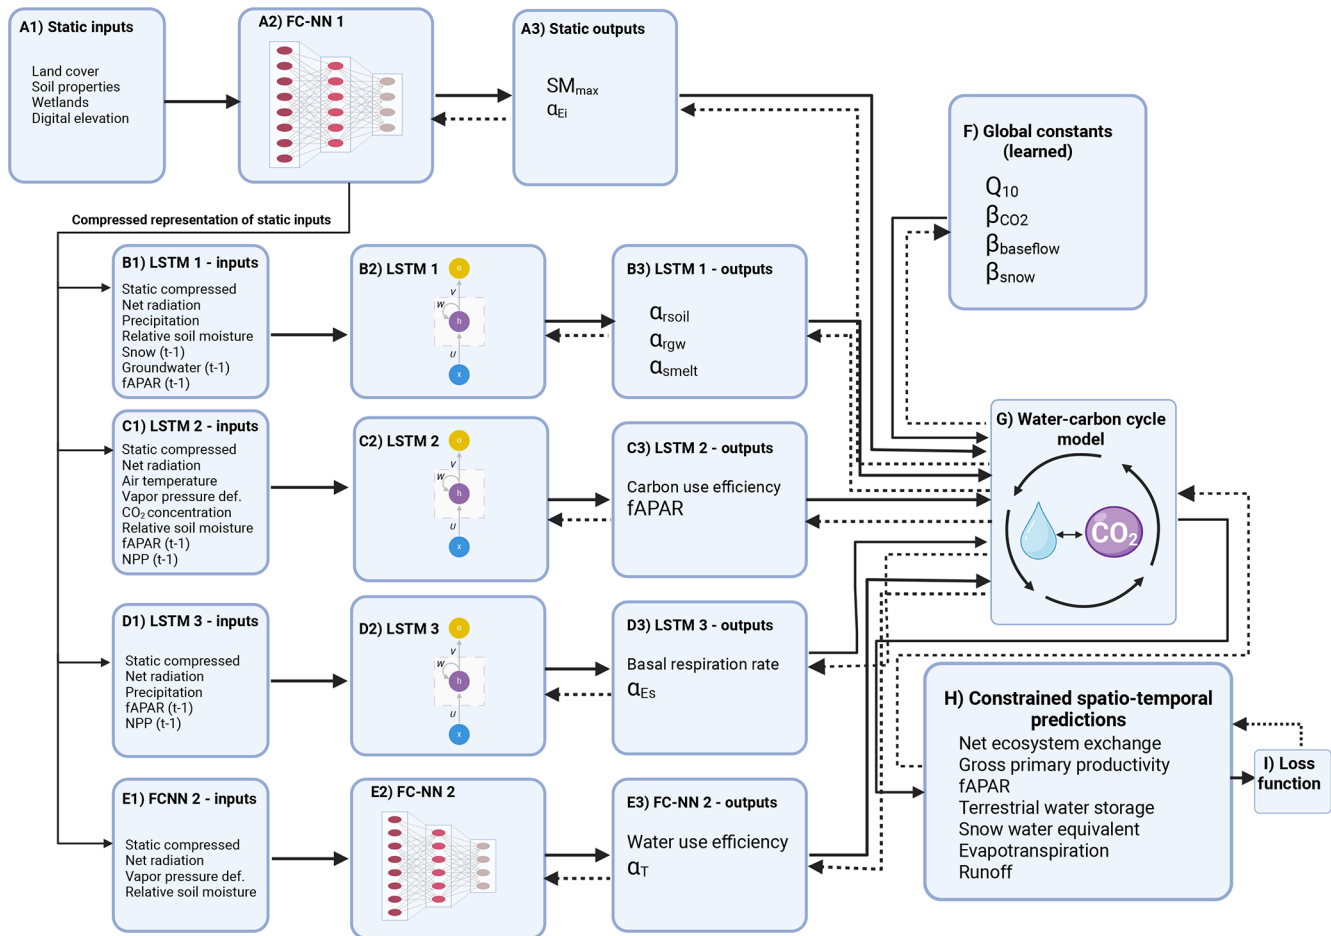 A1) Static inputs
Land cover
Soil properties
Wetlands
Digital elevation
A2) FC-NN 1
A3) Static outputs
SMmax
αEi
Compressed representation of static inputs
B1) LSTM 1 - inputs
Static compressed
Net radiation
Precipitation
Relative soil moisture
Snow (t-1)
Groundwater (t-1)
fAPAR (t-1)
B2) LSTM 1
o
V
W
h
U
x
B3) LSTM 1 - outputs
αrsoil
αrgw
αsmelt
C1) LSTM 2 - inputs
Static compressed
Net radiation
Air temperature
Vapor pressure def.
CO2 concentration
Relative soil moisture
fAPAR (t-1)
NPP (t-1)
C2) LSTM 2
o
V
W
h
U
x
C3) LSTM 2 - outputs
Carbon use efficiency
fAPAR
D1) LSTM 3 - inputs
Static compressed
Net radiation
Precipitation
fAPAR (t-1)
NPP (t-1)
D2) LSTM 3
o
V
W
h
U
x
D3) LSTM 3 - outputs
Basal respiration rate
αEs
E1) FCNN 2 - inputs
Static compressed
Net radiation
Vapor pressure def.
Relative soil moisture
E2) FC-NN 2
E3) FC-NN 2 - outputs
Water use efficiency
αT
F) Global constants
(learned)
Q10
βCO2
βbaseflow
βsnow
G) Water-carbon cycle
model
CO2
H) Constrained spatio-temporal
predictions
Net ecosystem exchange
Gross primary productivity
fAPAR
Terrestrial water storage
Snow water equivalent
Evapotranspiration
Runoff
I) Loss
function